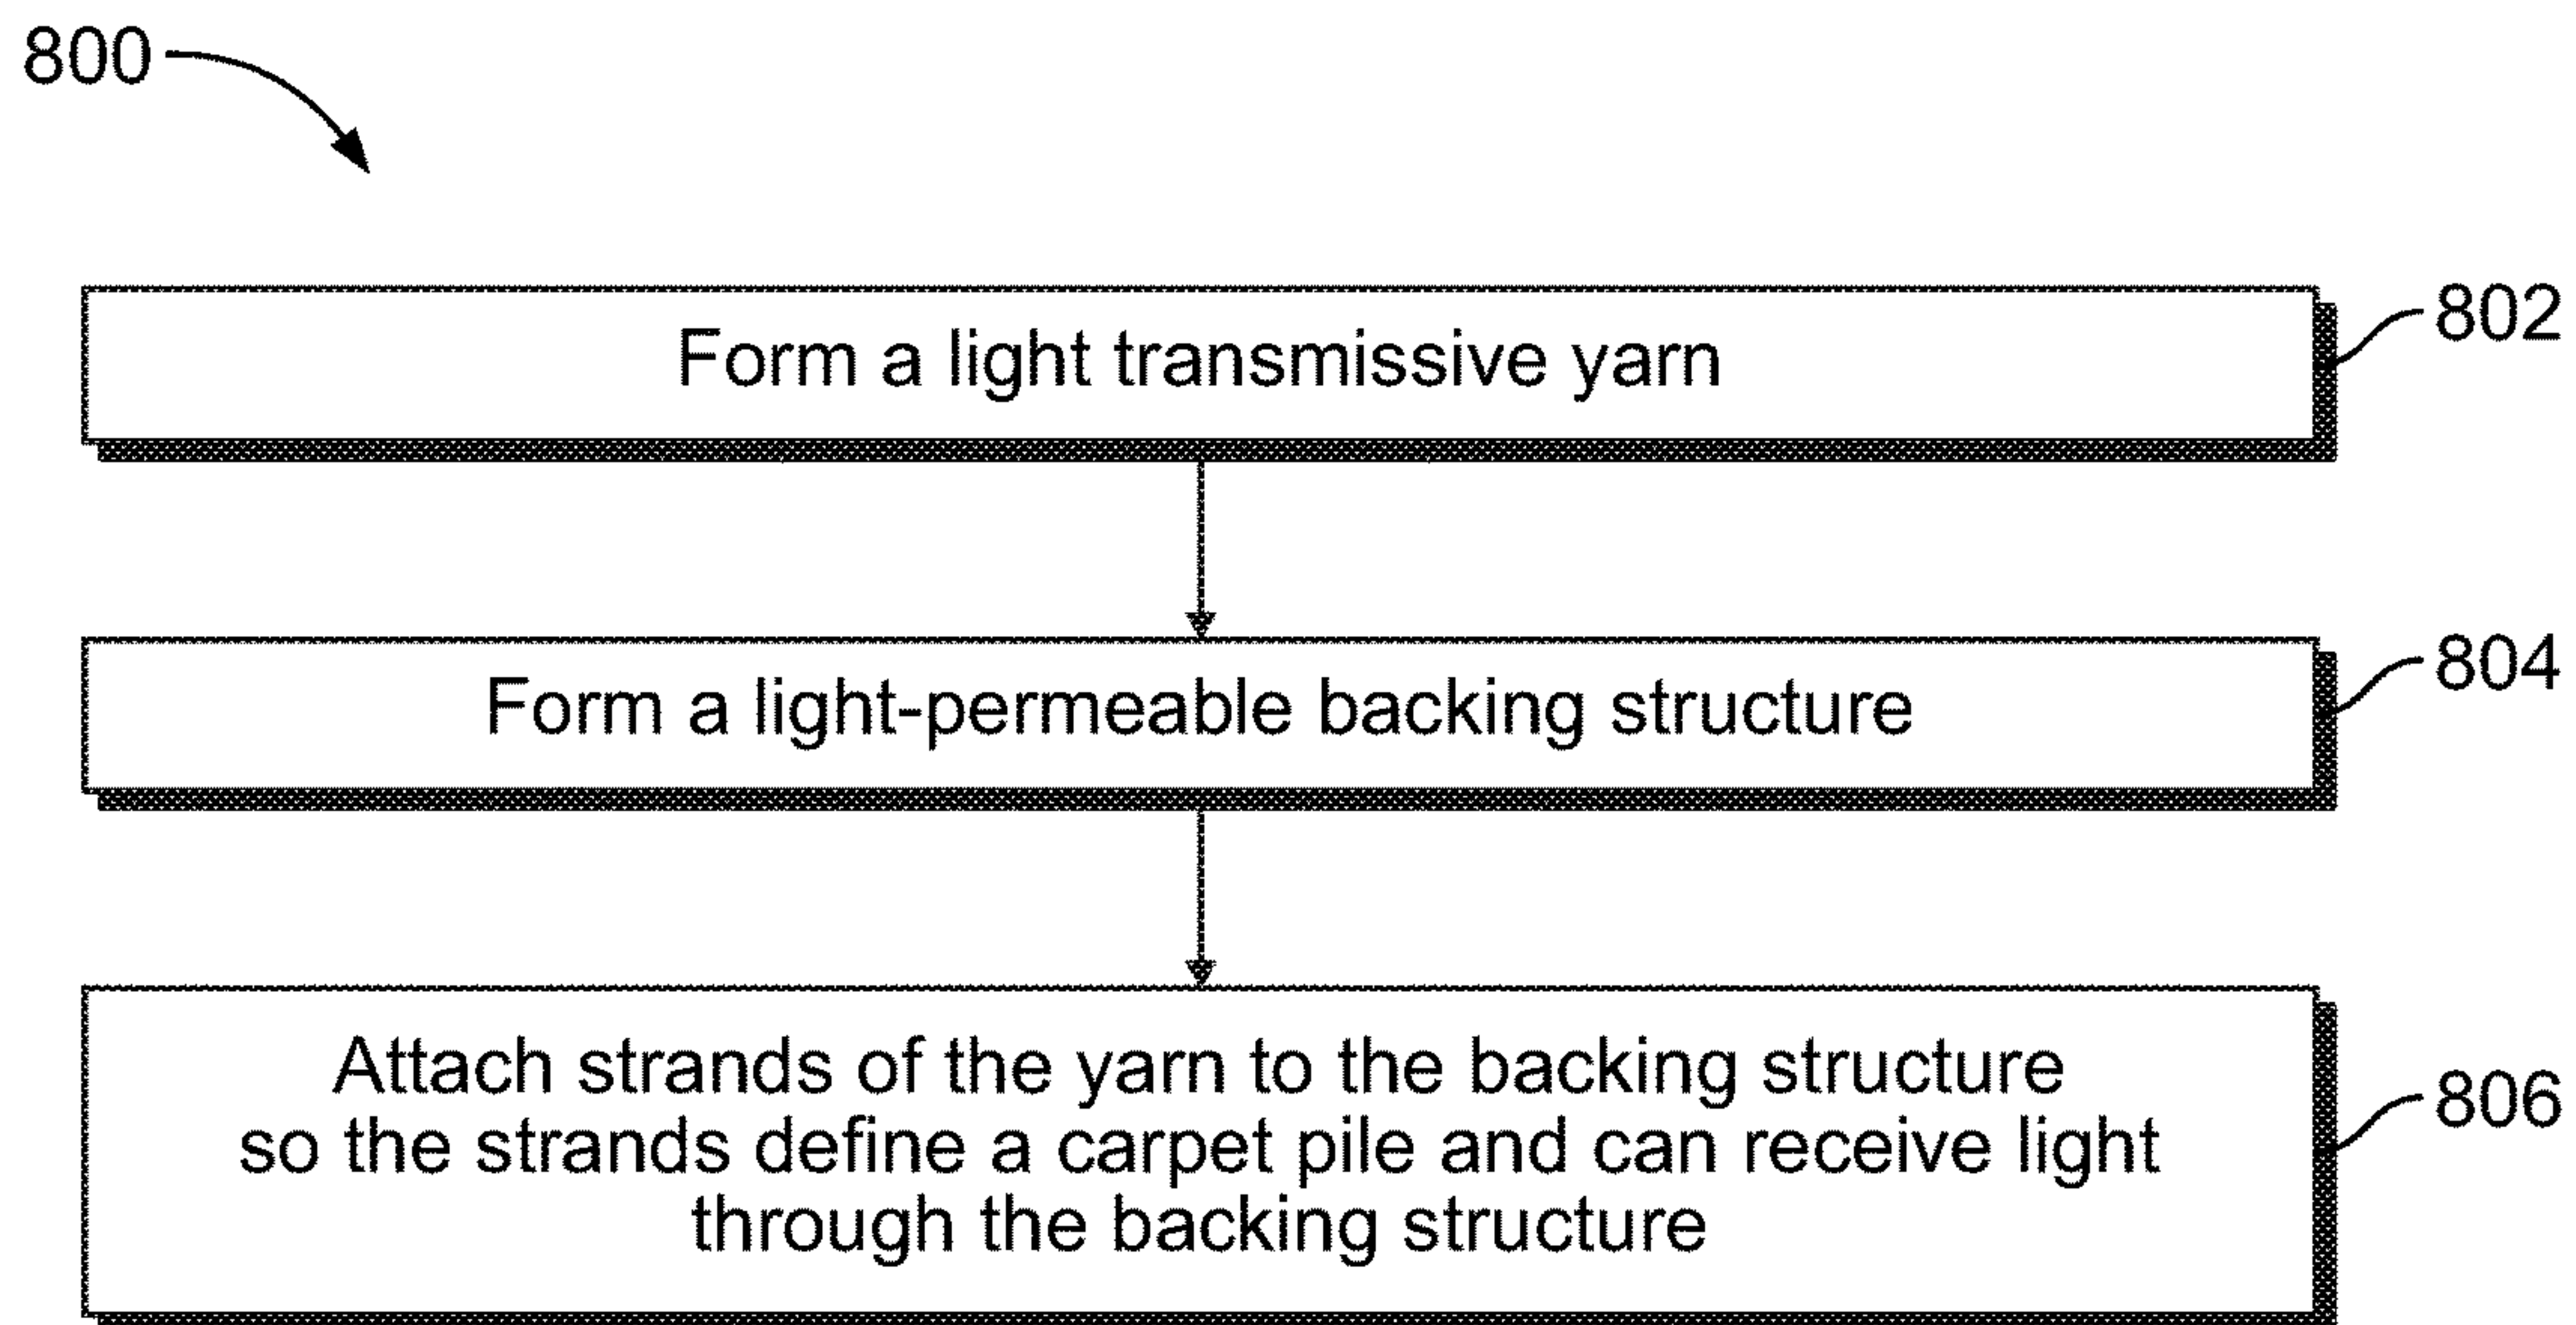 800
Form a light transmissive yarn
802
Form a light-permeable backing structure
804
Attach strands of the yarn to the backing structure
so the strands define a carpet pile and can receive light
through the backing structure
806